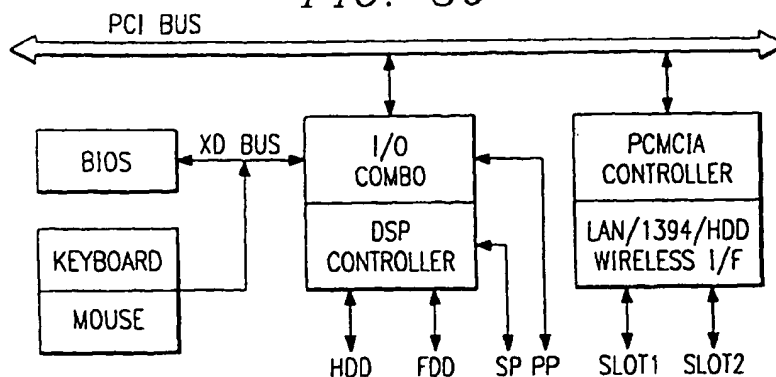 PCI BUS
BIOS
XD BUS
I/O
COMBO
DSP
CONTROLLER
KEYBOARD
MOUSE
PCMCIA
CONTROLLER
LAN/1394/HDD
WIRELESS I/F
HDD
FDD
SP
PP
SLOT1
SLOT2